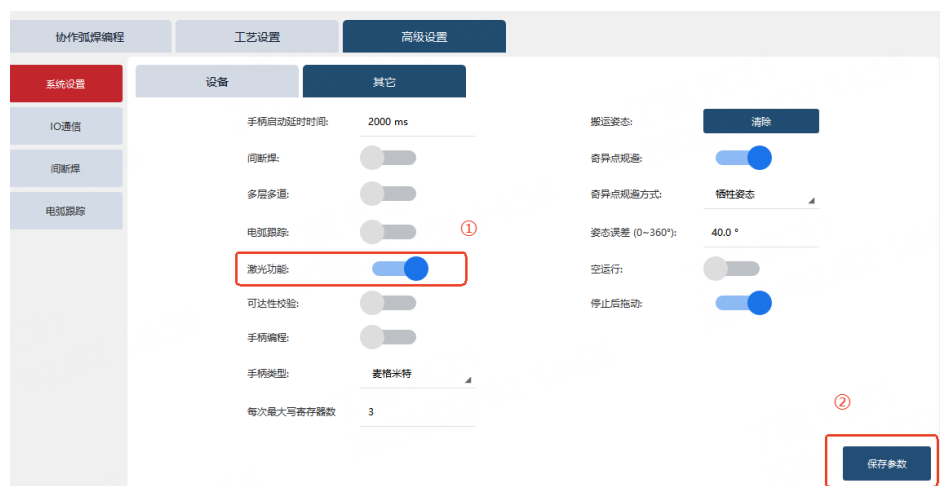 协作弧焊编程 工艺设置 高级设置
系统设置 设备 其它
IO通信
间断焊
电弧跟踪
手柄启动延时时间: 2000 ms 搬运姿态: 清除
间断焊: 奇异点规避:
多层多道: 奇异点规避方式: 牺牲姿态
电弧跟踪: ① 姿态误差 (0~360°): 40.0 °
激光功能: 空运行:
可达性校验: 停止后拖动:
手柄编程:
手柄类型: 麦格米特
每次最大写寄存器数 3
②
保存参数